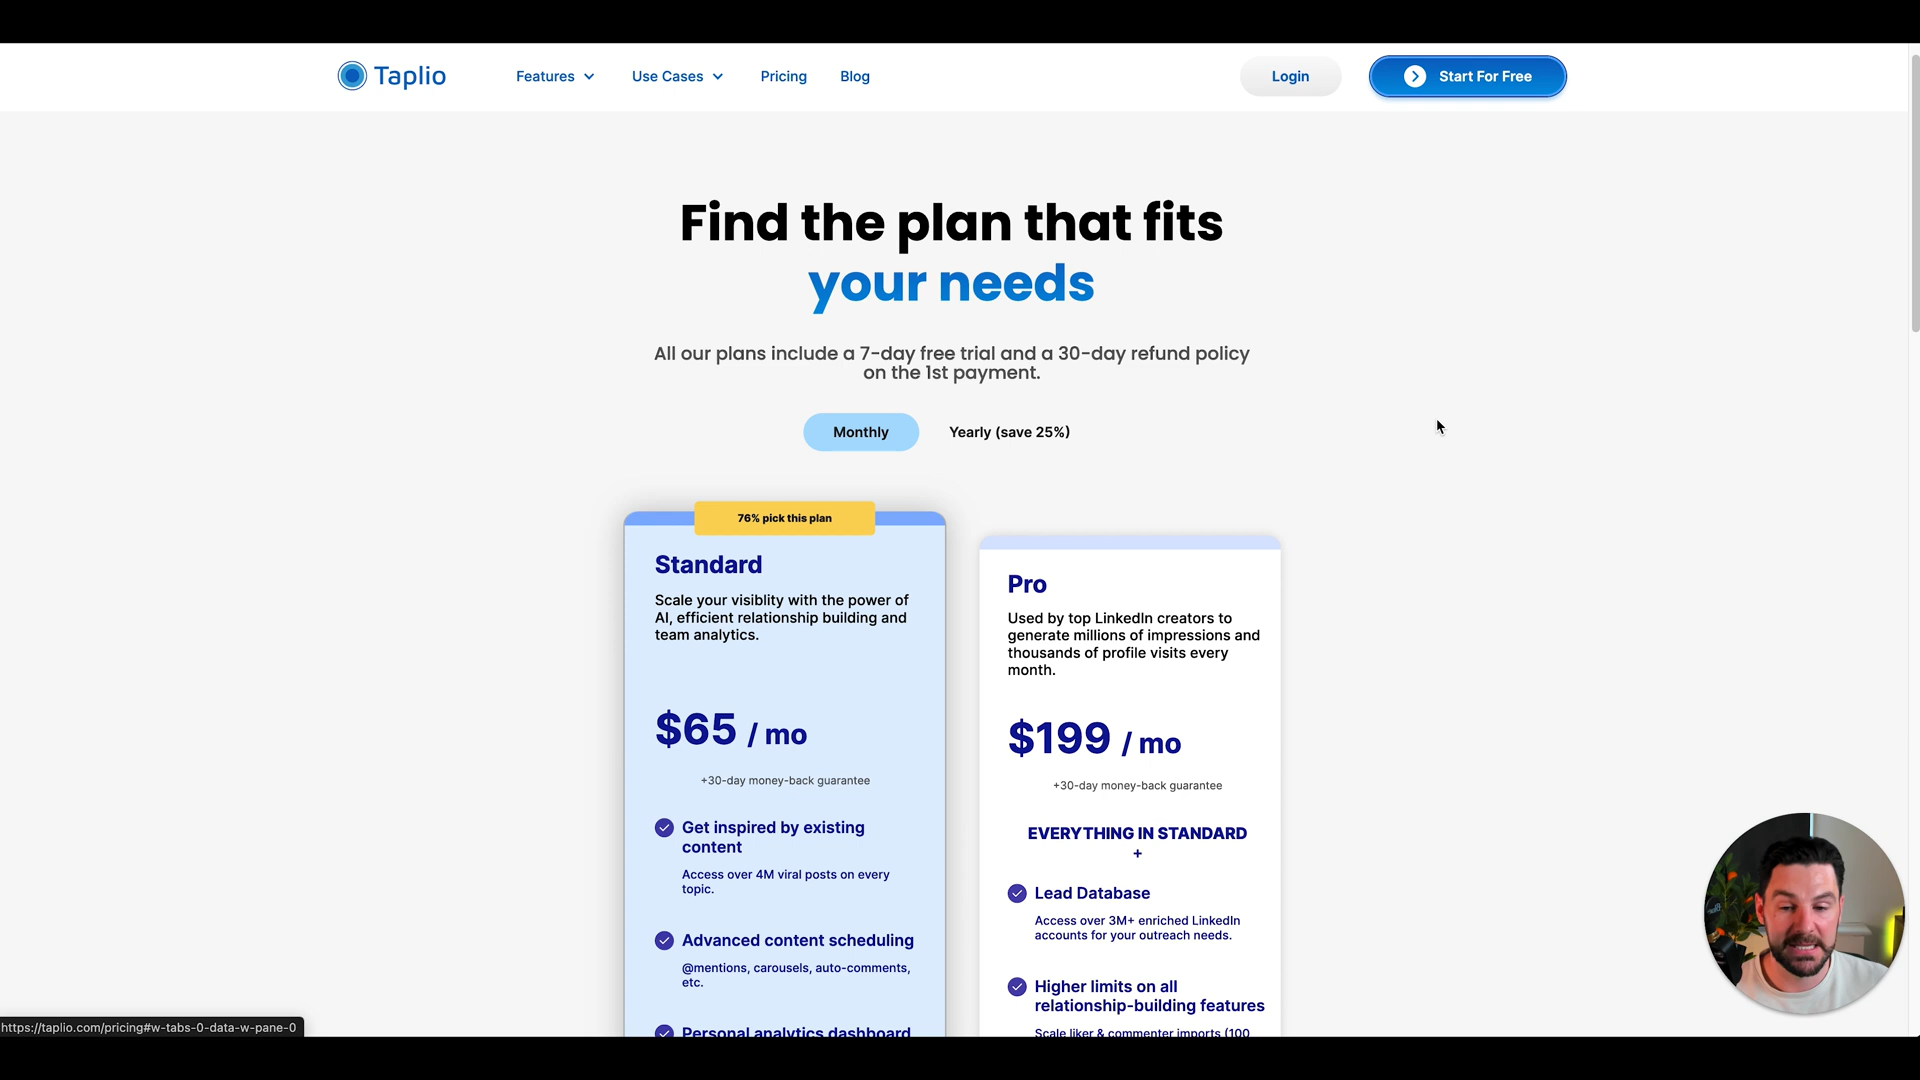 Taplio
Features
Use Cases
Pricing
Blog
Login
Start For Free
Find the plan that fits
your needs
All our plans include a 7-day free trial and a 30-day refund policy
on the 1st payment.
Monthly
Yearly (save 25%)
76% pick this plan
Standard
Scale your visiblity with the power of
AI, efficient relationship building and
team analytics.
$65 / mo
+30-day money-back guarantee
Get inspired by existing
content
Access over 4M viral posts on every
topic.
Advanced content scheduling
@mentions, carousels, auto-comments,
etc.
Personal analytics dashboard
Pro
Used by top LinkedIn creators to
generate millions of impressions and
thousands of profile visits every
month.
$199 / mo
+30-day money-back guarantee
EVERYTHING IN STANDARD
+
Lead Database
Access over 3M+ enriched LinkedIn
accounts for your outreach needs.
Higher limits on all
relationship-building features
Scale liker & commenter imports (100
https://taplio.com/pricing#w-tabs-0-data-w-pane-0